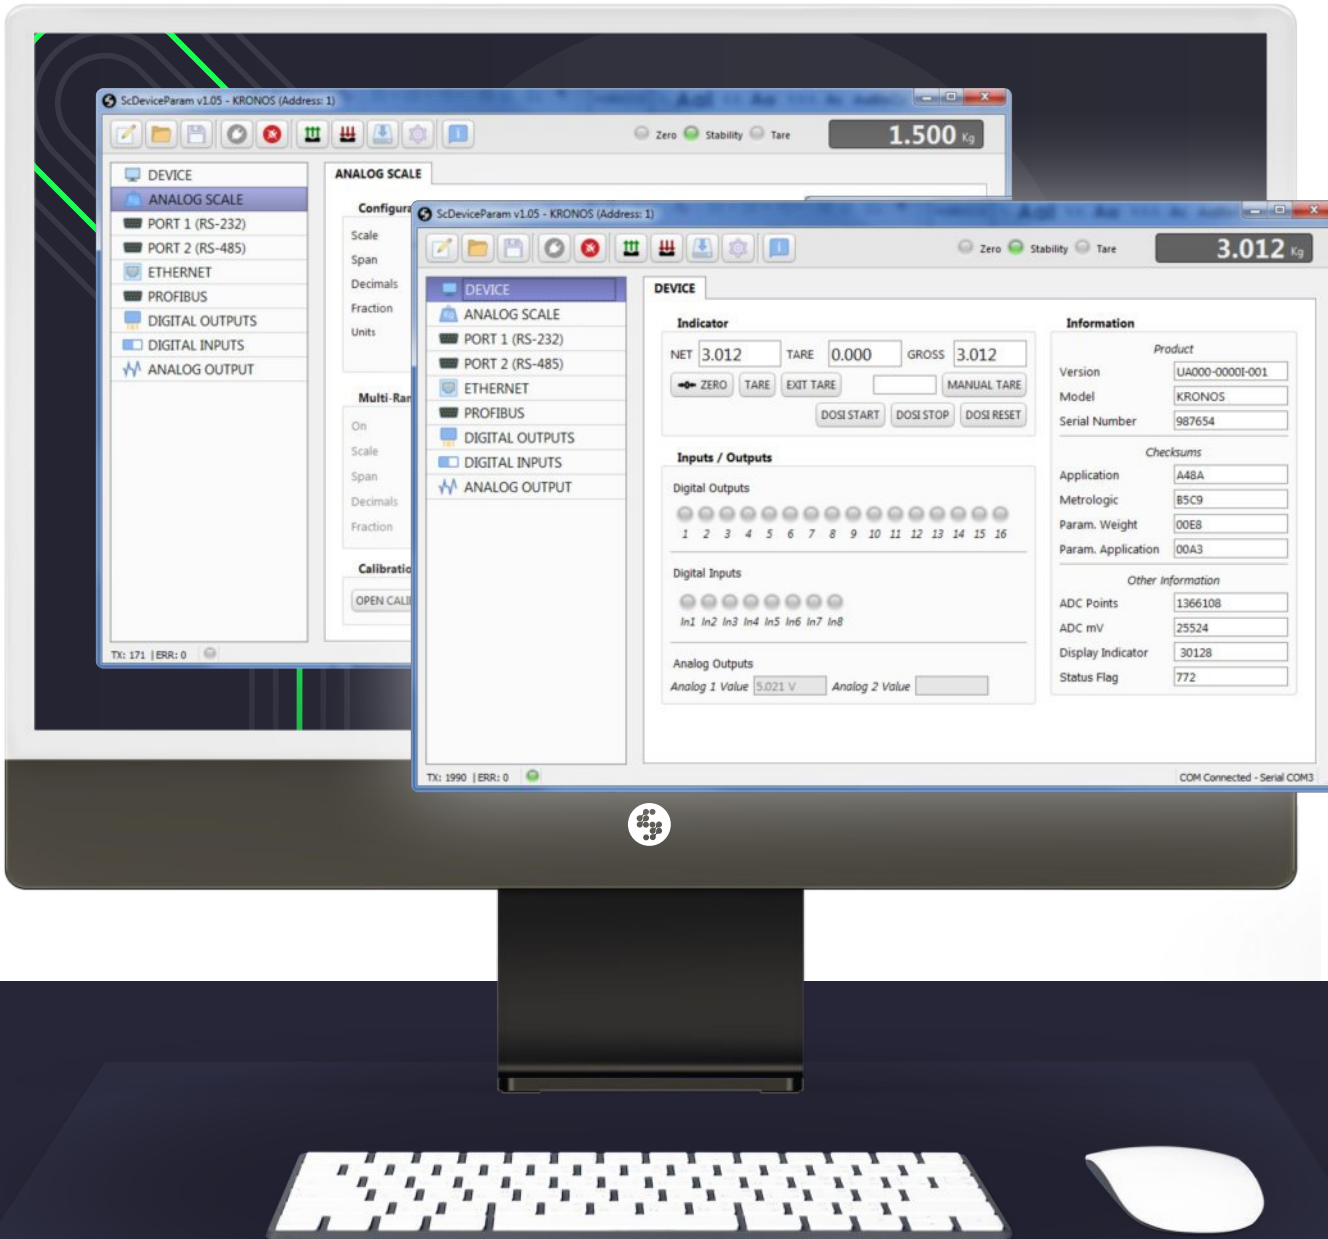 ScDeviceParam v1.05 - KRONOS (Address: 1)
Zero Stability Tare 1.500 Kg
DEVICE
ANALOG SCALE
PORT 1 (RS-232)
PORT 2 (RS-485)
ETHERNET
PROFIBUS
DIGITAL OUTPUTS
DIGITAL INPUTS
ANALOG OUTPUT
ANALOG SCALE
Scale
Span
Decimals
Fraction
Units
On
Scale
Span
Decimals
Fraction
TX: 171 | ERR: 0
ScDeviceParam v1.05 - KRONOS (Address: 1)
Zero Stability Tare 3.012 Kg
DEVICE
ANALOG SCALE
PORT 1 (RS-232)
PORT 2 (RS-485)
ETHERNET
PROFIBUS
DIGITAL OUTPUTS
DIGITAL INPUTS
ANALOG OUTPUT
DEVICE
Indicator
NET 3.012 TARE 0.000 GROSS 3.012
ZERO TARE EXIT TARE MANUAL TARE
DOSI START DOSI STOP DOSI RESET
Inputs / Outputs
Digital Outputs
1 2 3 4 5 6 7 8 9 10 11 12 13 14 15 16
Digital Inputs
In1 In2 In3 In4 In5 In6 In7 In8
Analog Outputs
Analog 1 Value 5.021 V Analog 2 Value
Information
Product
Version UA000-0000I-001
Model KRONOS
Serial Number 987654
Checksums
Application A48A
Metrologic B5C9
Param. Weight 00E8
Param. Application 00A3
Other Information
ADC Points 1366108
ADC mV 25524
Display Indicator 30128
Status Flag 772
TX: 1990 | ERR: 0
COM Connected - Serial COM3